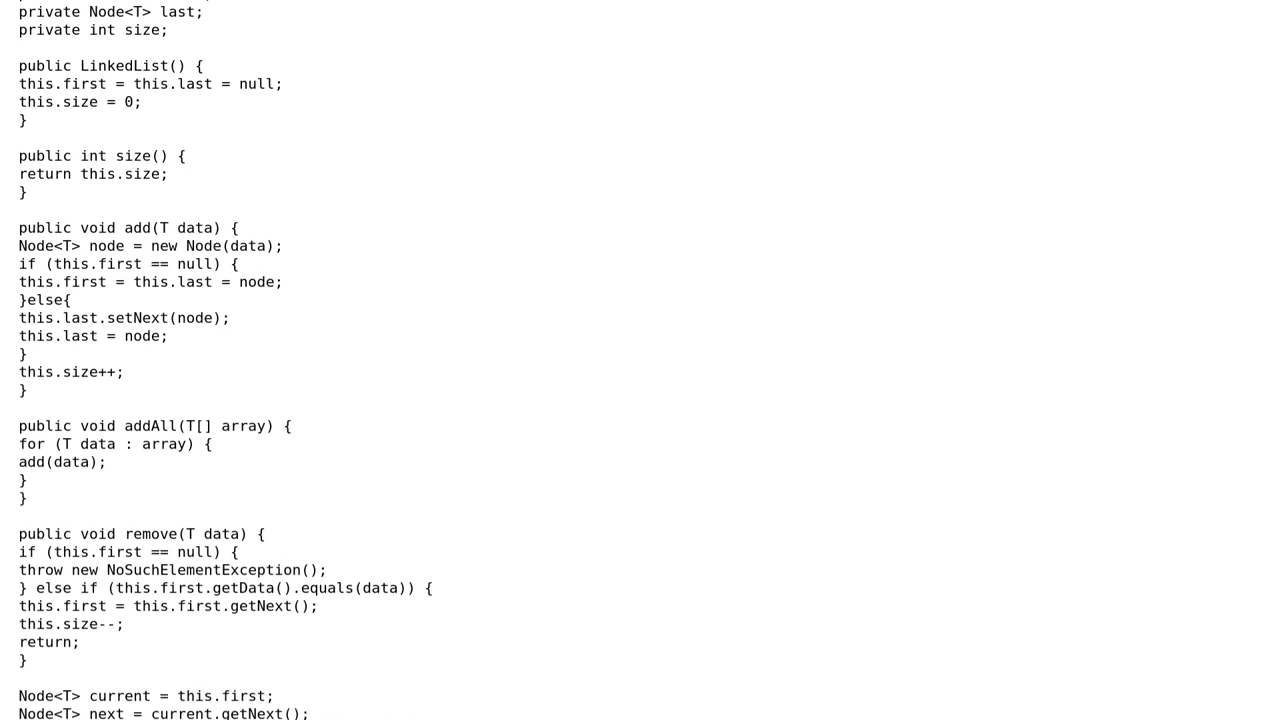 private Node<T> last;
private int size;

public LinkedList() {
this.first = this.last = null;
this.size = 0;
}

public int size() {
return this.size;
}

public void add(T data) {
Node<T> node = new Node(data);
if (this.first == null) {
this.first = this.last = node;
}else{
this.last.setNext(node);
this.last = node;
}
this.size++;
}

public void addAll(T[] array) {
for (T data : array) {
add(data);
}
}

public void remove(T data) {
if (this.first == null) {
throw new NoSuchElementException();
} else if (this.first.getData().equals(data)) {
this.first = this.first.getNext();
this.size--;
return;
}

Node<T> current = this.first;
Node<T> next = current.getNext();